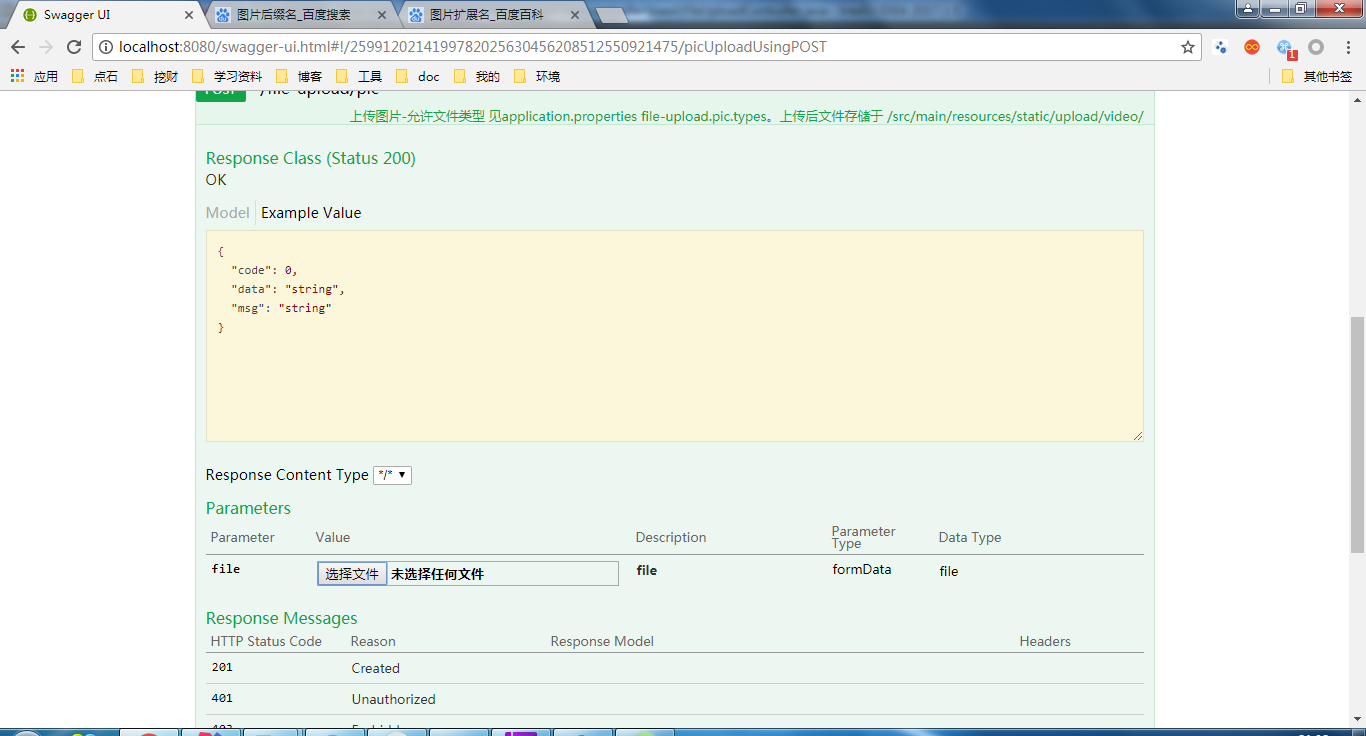 Swagger UI
图片后缀名_百度搜索
图片扩展名_百度百科
localhost:8080/swagger-ui.html#!/259912021419978202563045620851255092​1475/picUploadUsingPOST
应用 点石 挖财 学习资料 博客 工具 doc 我的 环境 其他书签
1
POST /file-upload/pic
上传图片-允许文件类型 见application.properties file-upload.pic.types。上传后文件存储于 /src/main/resources/static/upload/video/
Response Class (Status 200)
OK
Model Example Value
{
"code": 0,
"data": "string",
"msg": "string"
}
Response Content Type */*
Parameters
Parameter Value Description Parameter Type Data Type
file 选择文件 未选择任何文件 file formData file
Response Messages
HTTP Status Code Reason Response Model Headers
201 Created
401 Unauthorized
403 Forbidden